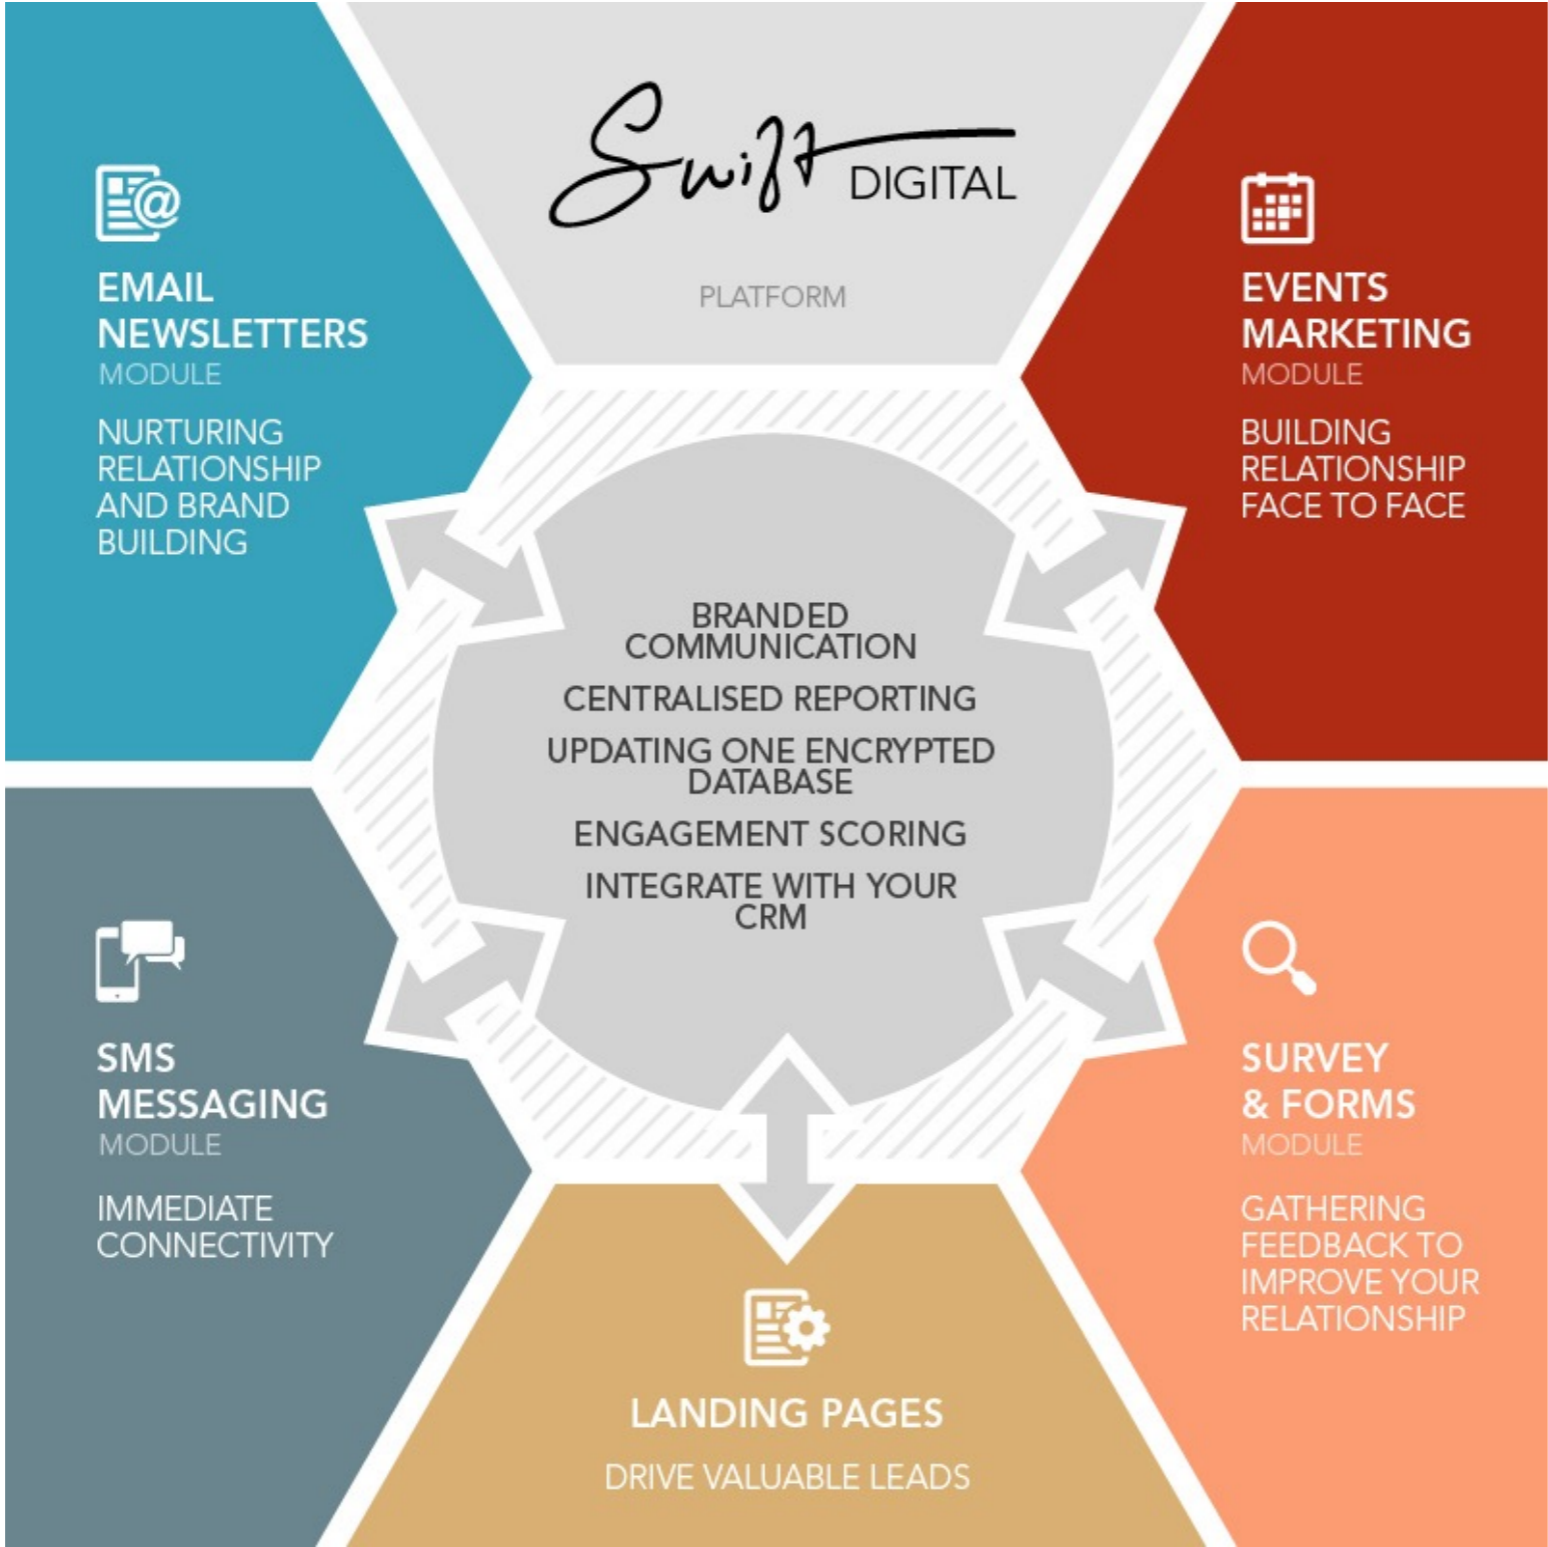 Swift DIGITAL
PLATFORM
EMAIL
NEWSLETTERS
MODULE
NURTURING
RELATIONSHIP
AND BRAND
BUILDING
EVENTS
MARKETING
MODULE
BUILDING
RELATIONSHIP
FACE TO FACE
BRANDED
COMMUNICATION
CENTRALISED REPORTING
UPDATING ONE ENCRYPTED
DATABASE
ENGAGEMENT SCORING
INTEGRATE WITH YOUR
CRM
SMS
MESSAGING
MODULE
IMMEDIATE
CONNECTIVITY
SURVEY
& FORMS
MODULE
GATHERING
FEEDBACK TO
IMPROVE YOUR
RELATIONSHIP
LANDING PAGES
DRIVE VALUABLE LEADS